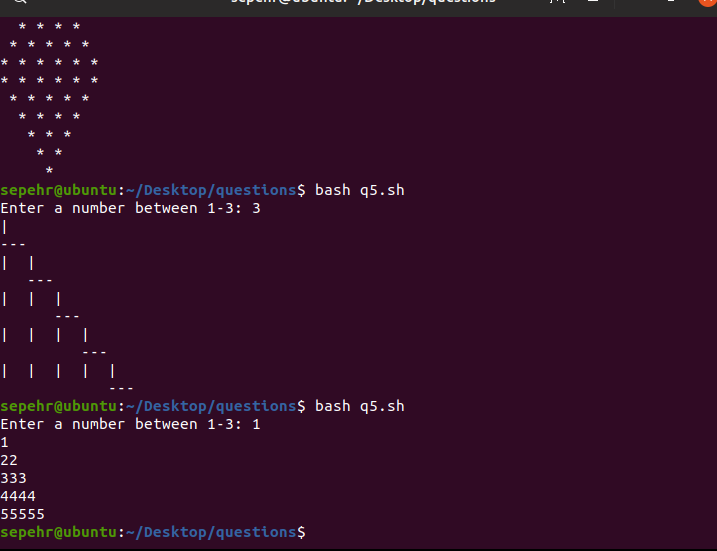 sepehr@ubuntu: ~/Desktop/questions
  * * * *
 * * * * *
* * * * * *
* * * * * *
 * * * * *
  * * * *
   * * *
    * *
     *
sepehr@ubuntu:~/Desktop/questions$ bash q5.sh
Enter a number between 1-3: 3
|
---
|  |
   ---
|  |  |
      ---
|  |  |  |
         ---
|  |  |  |  |
            ---
sepehr@ubuntu:~/Desktop/questions$ bash q5.sh
Enter a number between 1-3: 1
1
22
333
4444
55555
sepehr@ubuntu:~/Desktop/questions$